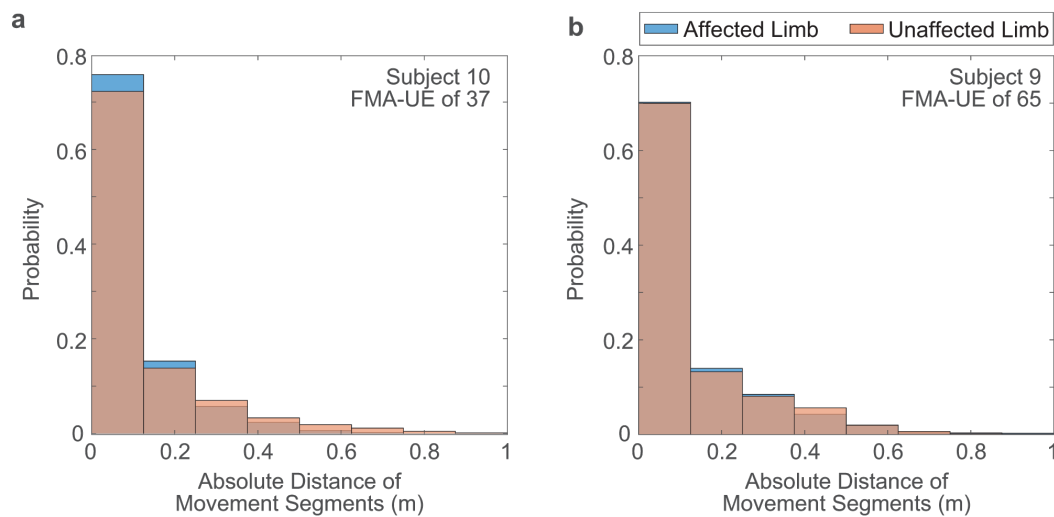 a
0.8
0.6
0.4
0.2
0
Probability
Subject 10
FMA-UE of 37
0 0.2 0.4 0.6 0.8 1
Absolute Distance of
Movement Segments (m)
b
Affected Limb Unaffected Limb
0.8
0.6
0.4
0.2
0
Probability
Subject 9
FMA-UE of 65
0 0.2 0.4 0.6 0.8 1
Absolute Distance of
Movement Segments (m)